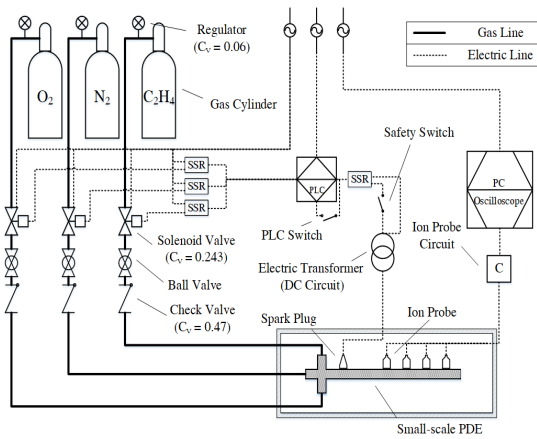 Regulator
(Cv = 0.06)
Gas Line
Electric Line
O2
N2
C2H4
Gas Cylinder
Safety Switch
SSR
SSR
SSR
PLC
SSR
PC
Oscilloscope
PLC Switch
Ion Probe
Circuit
Solenoid Valve
(Cv = 0.243)
Electric Transformer
(DC Circuit)
C
Ball Valve
Check Valve
(Cv = 0.47)
Spark Plug
Ion Probe
Small-scale PDE